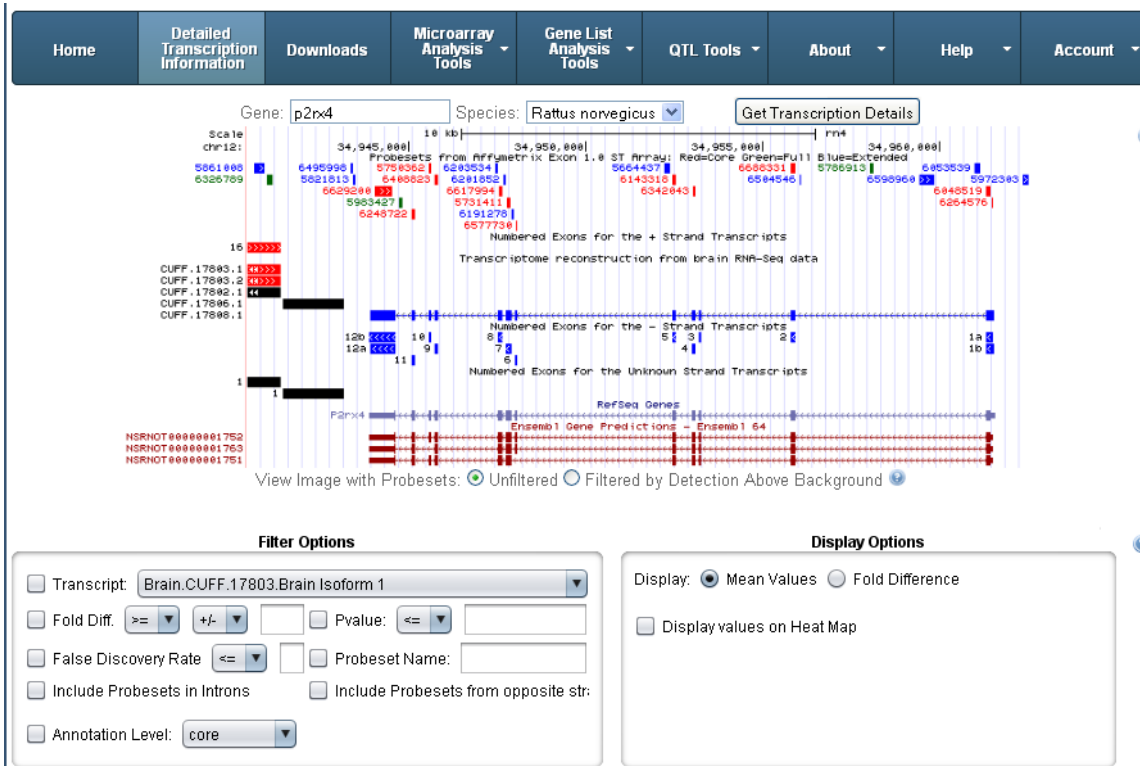 Home Detailed Transcription Information Downloads Microarray Analysis Tools Gene List Analysis Tools QTL Tools About Help Account
Gene: p2rx4 Species: Rattus norvegicus Get Transcription Details
Scale 10 kb rn4
chr12: 34,945,000 34,950,000 34,955,000 34,960,000
Probesets from Affymetrix Exon 1.0 ST Array: Red=Core Green=Full Blue=Extended
5861008 6495998 5750362 6203534 5664437 6688331 5786913 6053539
6326789 5821813 6408823 6201852 6143318 6504546 6598960 5972303
6629200 6617994 6342043 6048519
5983427 5731411 6264576
6248722 6191278
6577730
Numbered Exons for the + Strand Transcripts
16
Transcriptome reconstruction from brain RNA-Seq data
CUFF.17803.1
CUFF.17803.2
CUFF.17802.1
CUFF.17806.1
CUFF.17808.1
Numbered Exons for the - Strand Transcripts
12b 10 8 5 3 2 1a
12a 9 7 4 1b
11 6
Numbered Exons for the Unknown Strand Transcripts
1
1
RefSeq Genes
P2rx4
Ensembl Gene Predictions - Ensembl 64
NSRNOT00000001752
NSRNOT00000001763
NSRNOT00000001751
View Image with Probesets: Unfiltered Filtered by Detection Above Background
Filter Options
Transcript: Brain.CUFF.17803.Brain Isoform 1
Fold Diff. >= +/- Pvalue: <=
False Discovery Rate <= Probeset Name:
Include Probesets in Introns Include Probesets from opposite stra
Annotation Level: core
Display Options
Display: Mean Values Fold Difference
Display values on Heat Map